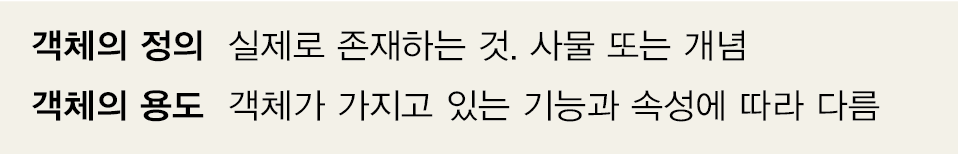 객체의 정의 실제로 존재하는 것. 사물 또는 개념
객체의 용도 객체가 가지고 있는 기능과 속성에 따라 다름